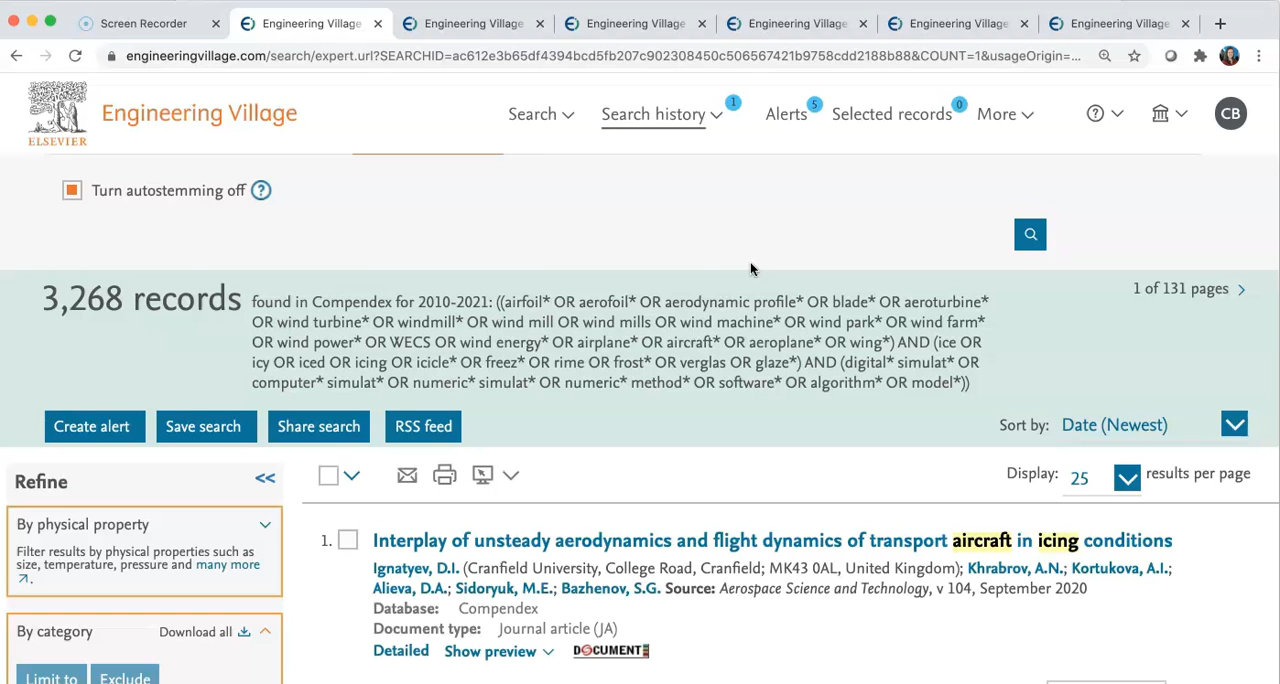 Screen Recorder
Engineering Village
Engineering Village
Engineering Village
Engineering Village
Engineering Village
Engineering Village
engineeringvillage.com/search/expert.url?SEARCHID=ac612e3b65df4394bcd5fb207c902308450c506567421b9758cdd2188b88&COUNT=1&usageOrigin=...
ELSEVIER
Engineering Village
Search
Search history 1
Alerts 5
Selected records 0
More
CB
Turn autostemming off ?
3,268 records
found in Compendex for 2010-2021: ((airfoil* OR aerofoil* OR aerodynamic profile* OR blade* OR aeroturbine*
OR wind turbine* OR windmill* OR wind mill OR wind mills OR wind machine* OR wind park* OR wind farm*
OR wind power* OR WECS OR wind energy* OR airplane* OR aircraft* OR aeroplane* OR wing*) AND (ice OR
icy OR iced OR icing OR icicle* OR freez* OR rime OR frost* OR verglas OR glaze*) AND (digital* simulat* OR
computer* simulat* OR numeric* simulat* OR numeric* method* OR software* OR algorithm* OR model*))
1 of 131 pages
Create alert
Save search
Share search
RSS feed
Sort by: Date (Newest)
Refine
Display: 25 results per page
By physical property
Filter results by physical properties such as
size, temperature, pressure and many more
.
By category
Download all
Limit to
Exclude
1. Interplay of unsteady aerodynamics and flight dynamics of transport aircraft in icing conditions
Ignatyev, D.I. (Cranfield University, College Road, Cranfield; MK43 0AL, United Kingdom); Khrabrov, A.N.; Kortukova, A.I.;
Alieva, D.A.; Sidoryuk, M.E.; Bazhenov, S.G. Source: Aerospace Science and Technology, v 104, September 2020
Database: Compendex
Document type: Journal article (JA)
Detailed
Show preview
DOCUMENTS